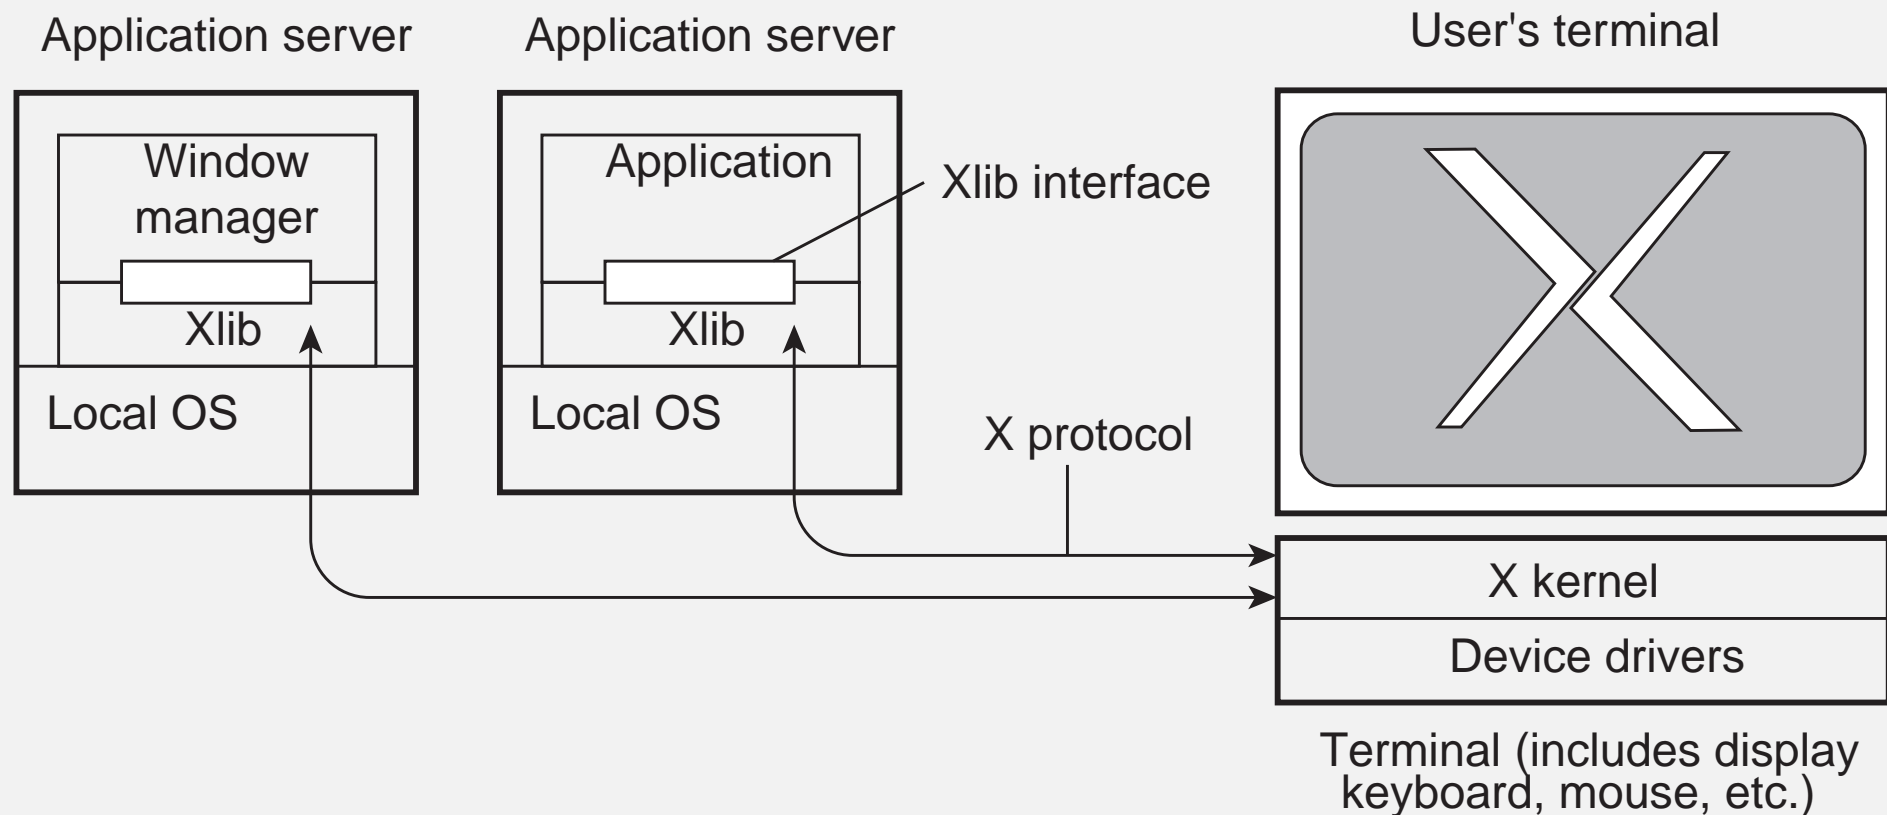 Application server
Application server
User's terminal
Window
manager
Xlib
Local OS
Application
Xlib
Local OS
Xlib interface
X protocol
X kernel
Device drivers
Terminal (includes display
keyboard, mouse, etc.)